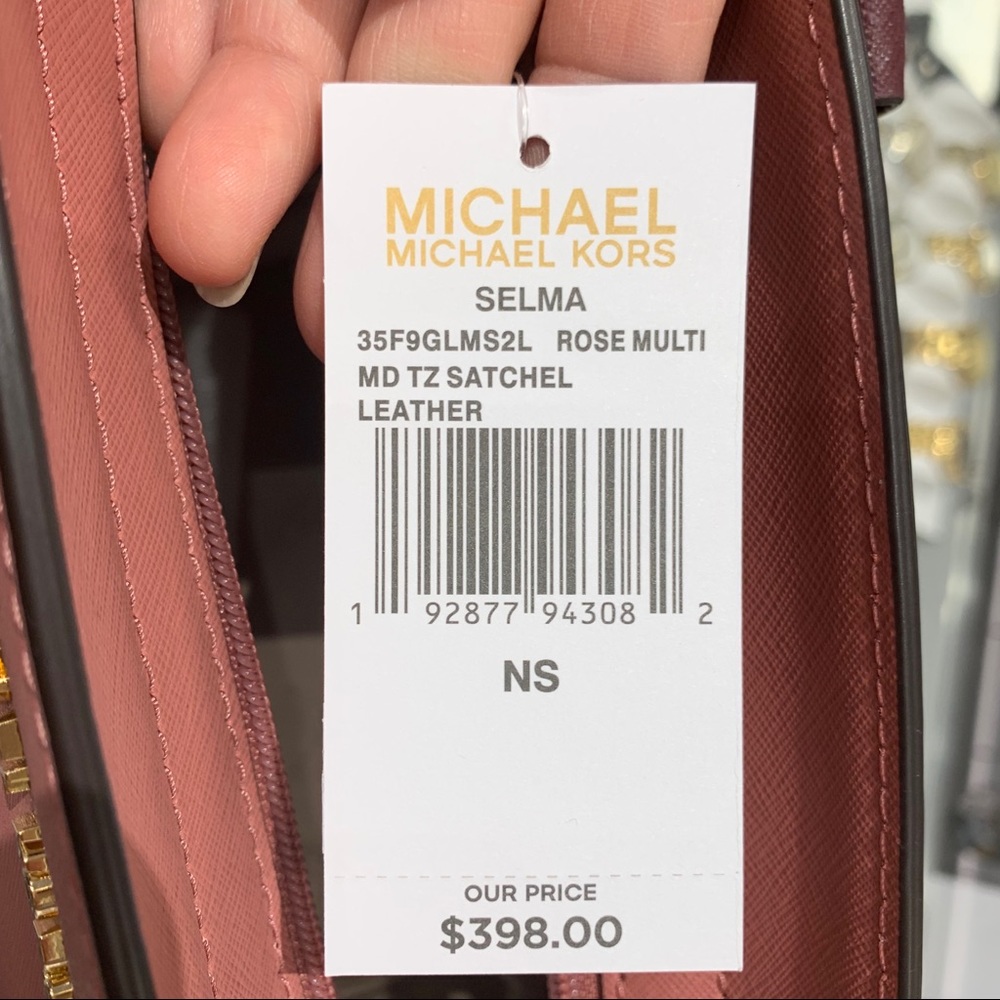 MICHAEL
MICHAEL KORS
SELMA
35F9GLMS2L ROSE MULTI
MD TZ SATCHEL
LEATHER
1 92877 94308 2
NS
OUR PRICE
$398.00